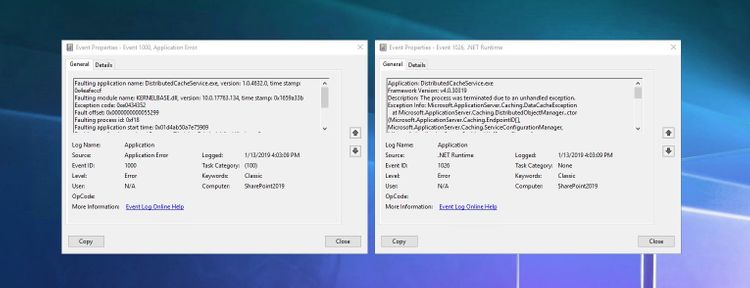 Event Properties - Event 1000, Application Error
General Details
Faulting application name: DistributedCacheService.exe, version: 1.0.4632.0, time stamp:
0x4eafeccf
Faulting module name: KERNELBASE.dll, version: 10.0.17763.134, time stamp: 0x1659a33b
Exception code: 0xe0434352
Fault offset: 0x0000000000055299
Faulting process id: 0x18
Faulting application start time: 0x01d4ab50a7e75909
Log Name: Application
Source: Application Error Logged: 1/13/2019 4:03:09 PM
Event ID: 1000 Task Category: (100)
Level: Error Keywords: Classic
User: N/A Computer: SharePoint2019
OpCode:
More Information: Event Log Online Help
Copy Close
Event Properties - Event 1026, .NET Runtime
General Details
Application: DistributedCacheService.exe
Framework Version: v4.0.30319
Description: The process was terminated due to an unhandled exception.
Exception Info: Microsoft.ApplicationServer.Caching.DataCacheException
at Microsoft.ApplicationServer.Caching.DistributedObjectManager..ctor
(Microsoft.ApplicationServer.Caching.EndpointID[],
Microsoft.ApplicationServer.Caching.ServiceConfigurationManager,
Log Name: Application
Source: .NET Runtime Logged: 1/13/2019 4:03:09 PM
Event ID: 1026 Task Category: None
Level: Error Keywords: Classic
User: N/A Computer: SharePoint2019
OpCode:
More Information: Event Log Online Help
Copy Close